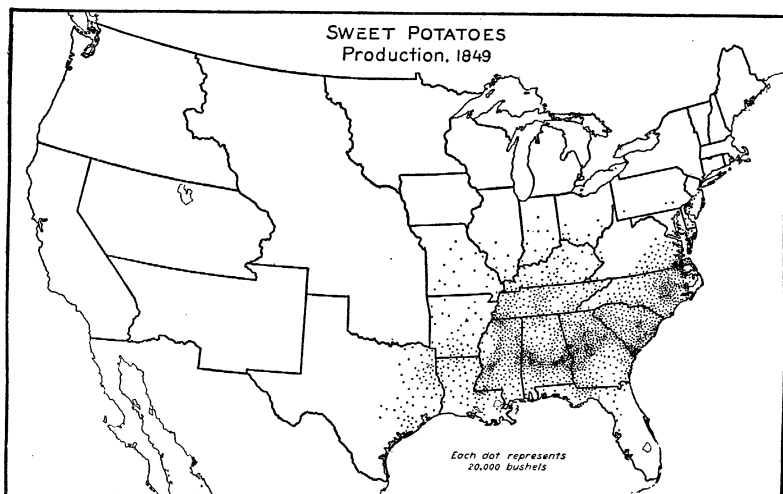 SWEET POTATOES
Production, 1849
Each dot represents
20,000 bushels